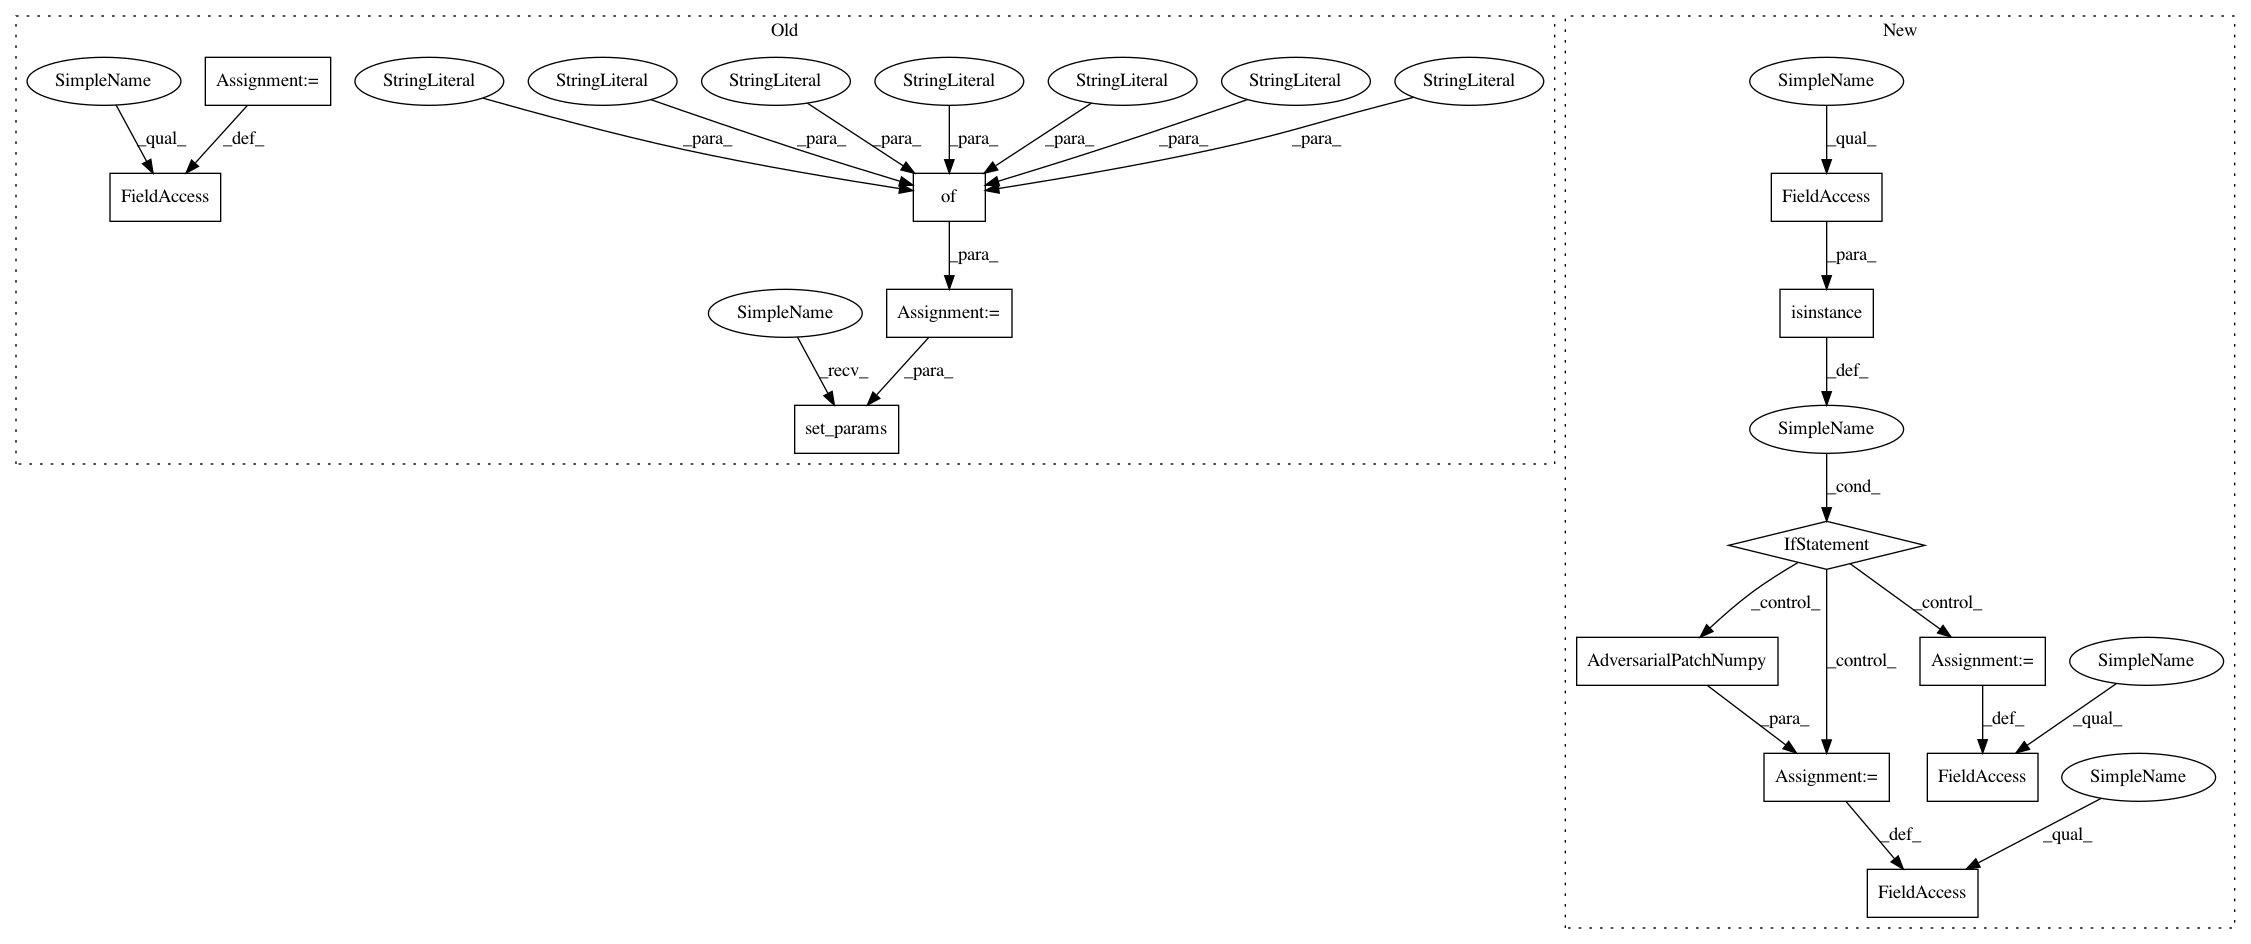 Old
New
SimpleName
Assignment:=
StringLiteral
StringLiteral
StringLiteral
StringLiteral
StringLiteral
StringLiteral
StringLiteral
SimpleName
_qual_
_def_
_para_
_para_
_para_
_para_
_para_
_para_
_para_
_qual_
FieldAccess
of
FieldAccess
_para_
_para_
SimpleName
Assignment:=
isinstance
_recv_
_para_
_def_
set_params
SimpleName
_cond_
IfStatement
_control_
_control_
_control_
AdversarialPatchNumpy
Assignment:=
SimpleName
_para_
_def_
_qual_
Assignment:=
FieldAccess
SimpleName
_def_
_qual_
FieldAccess